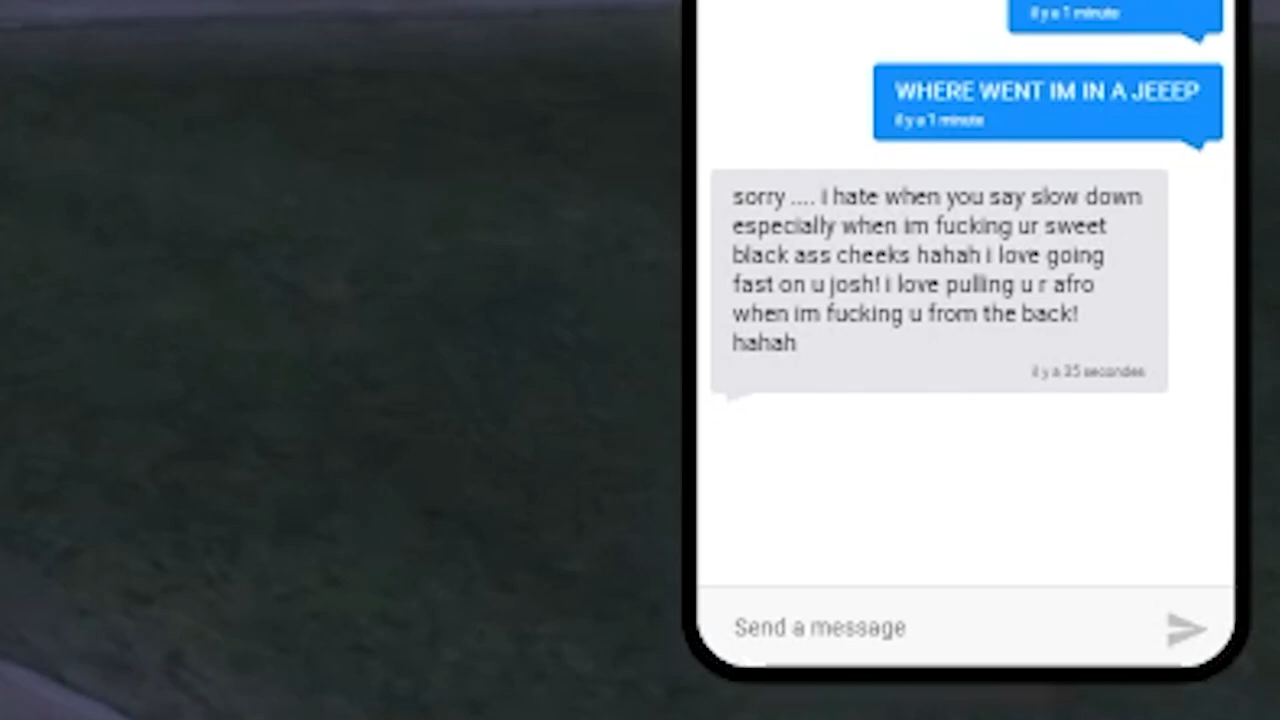 il y a 1 minute
WHERE WENT IM IN A JEEEP
il y a 1 minute
sorry .... i hate when you say slow down
especially when im fucking ur sweet
black ass cheeks hahah i love going
fast on u josh! i love pulling u r afro
when im fucking u from the back!
hahah
il y a 35 secondes
Send a message